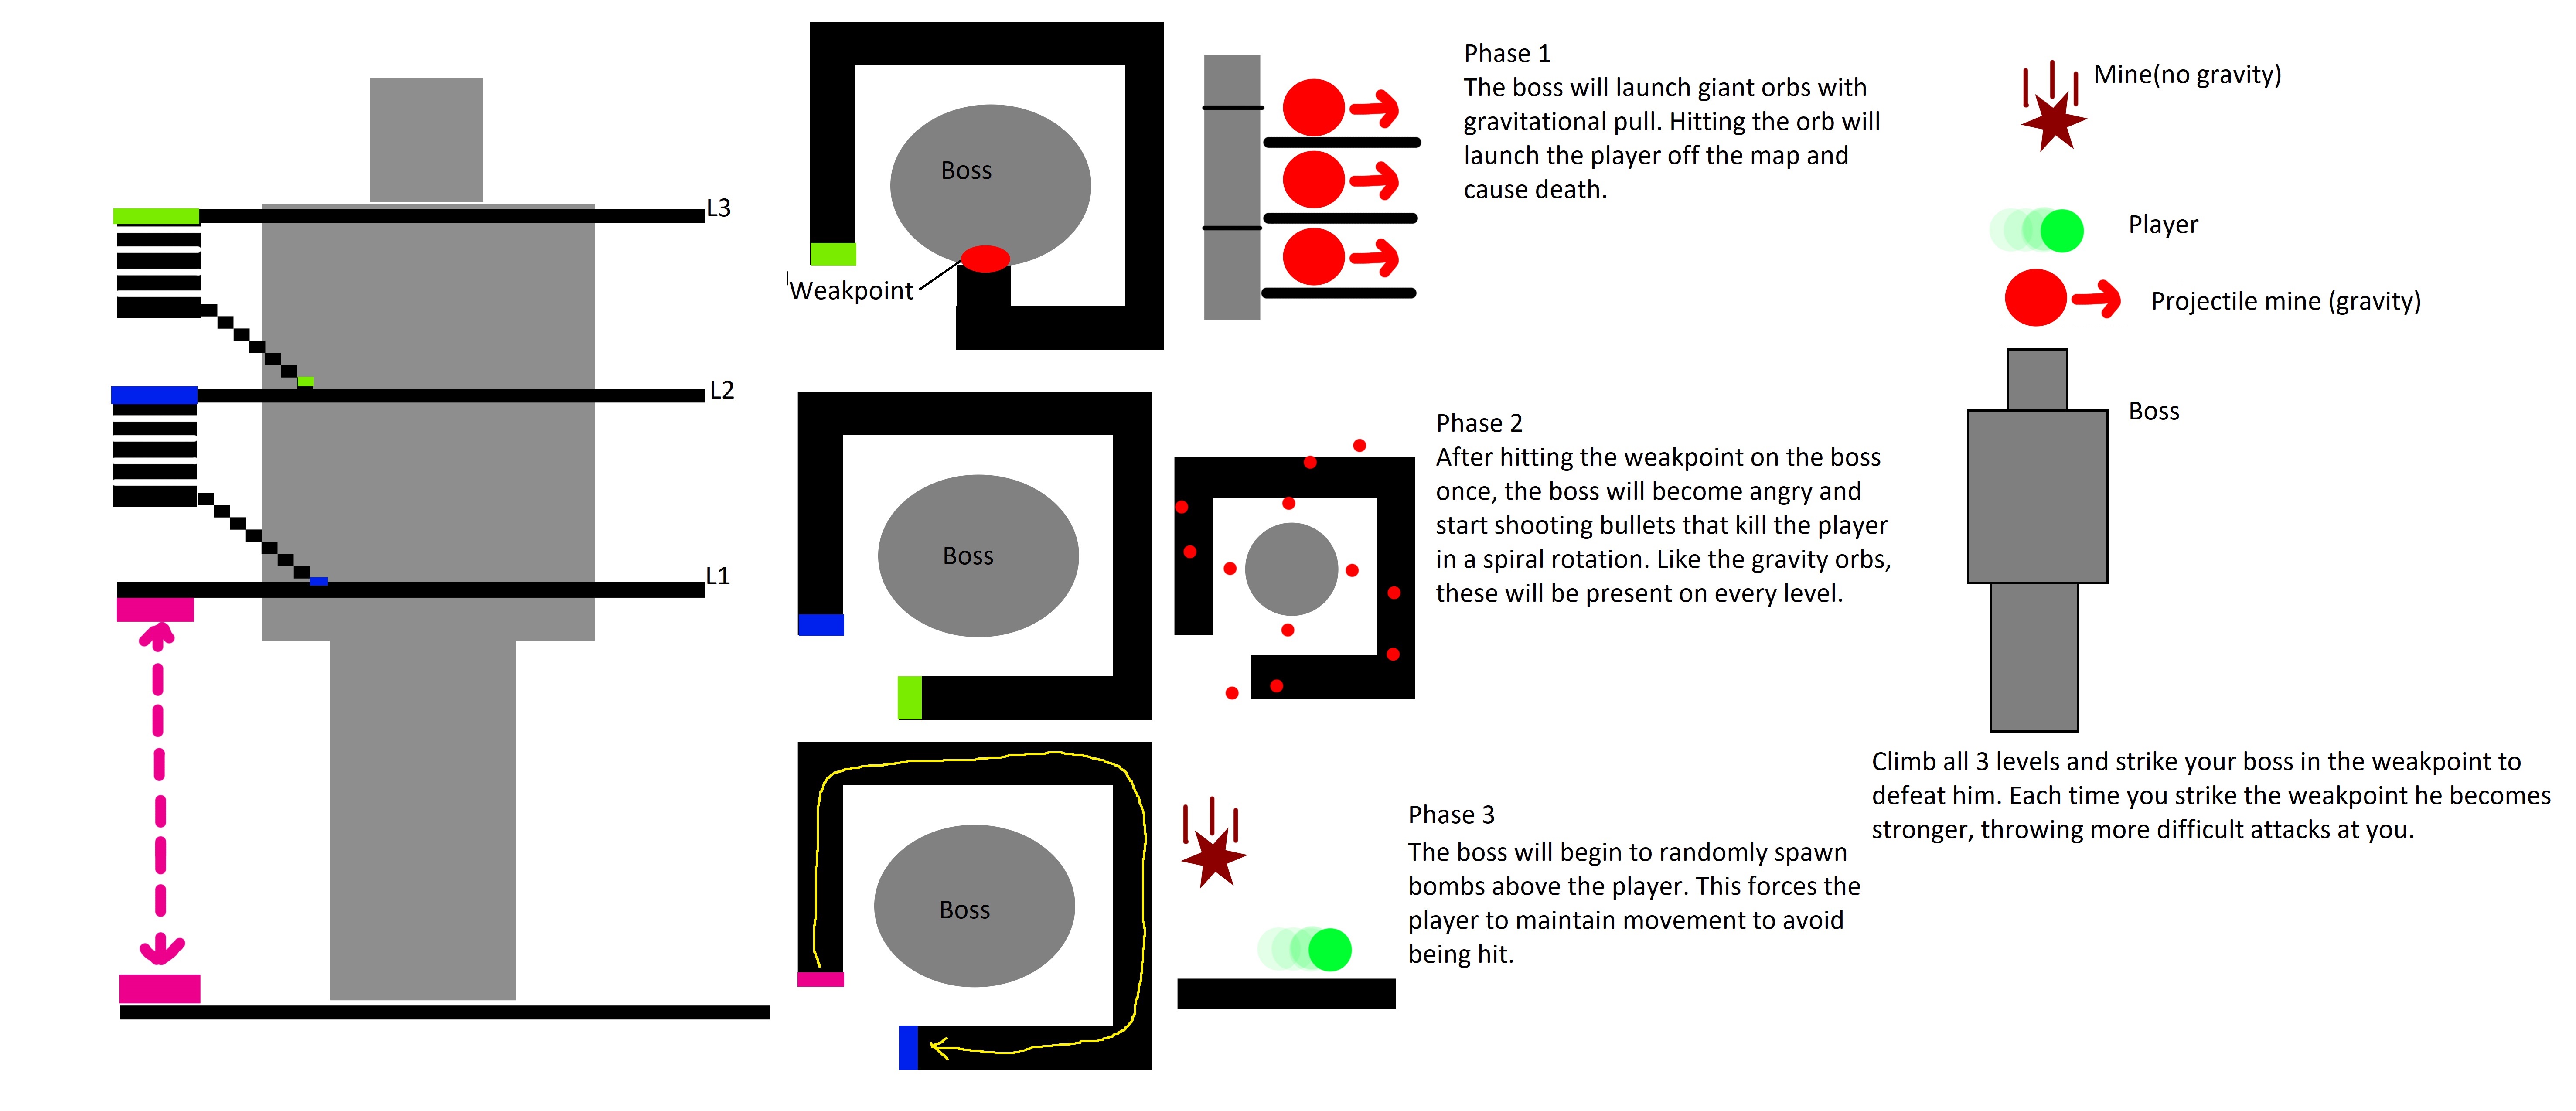 L3
L2
L1
Boss
Weakpoint
Phase 1
The boss will launch giant orbs with
gravitational pull. Hitting the orb will
launch the player off the map and
cause death.
Boss
Phase 2
After hitting the weakpoint on the boss
once, the boss will become angry and
start shooting bullets that kill the player
in a spiral rotation. Like the gravity orbs,
these will be present on every level.
Boss
Phase 3
The boss will begin to randomly spawn
bombs above the player. This forces the
player to maintain movement to avoid
being hit.
Mine(no gravity)
Player
Projectile mine (gravity)
Boss
Climb all 3 levels and strike your boss in the weakpoint to
defeat him. Each time you strike the weakpoint he becomes
stronger, throwing more difficult attacks at you.